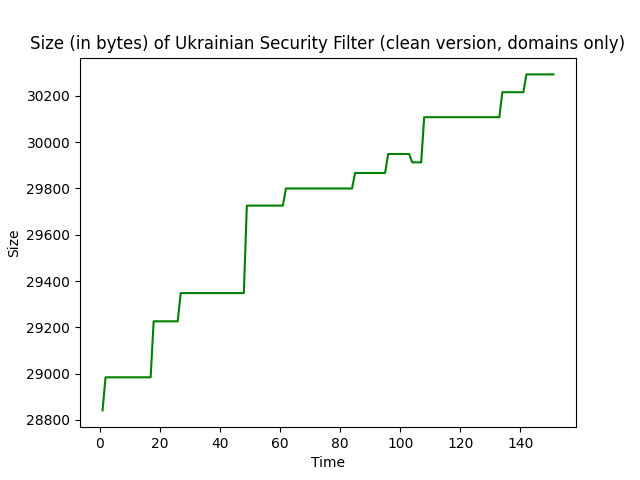 Size (in bytes) of Ukrainian Security Filter (clean version, domains only)
30200
30000
29800
29600
29400
29200
29000
28800
Size
0 20 40 60 80 100 120 140
Time